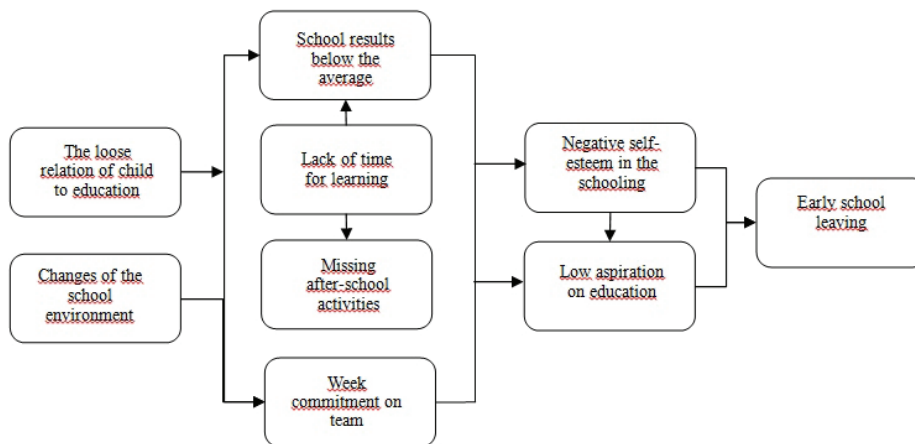 School results
below the
average
The loose
relation of child
to education
Lack of time
for learning
Negative self-
esteem in the
schooling
Early school
leaving
Changes of the
school
environment
Missing
after-school
activities
Low aspiration
on education
Week
commitment on
team